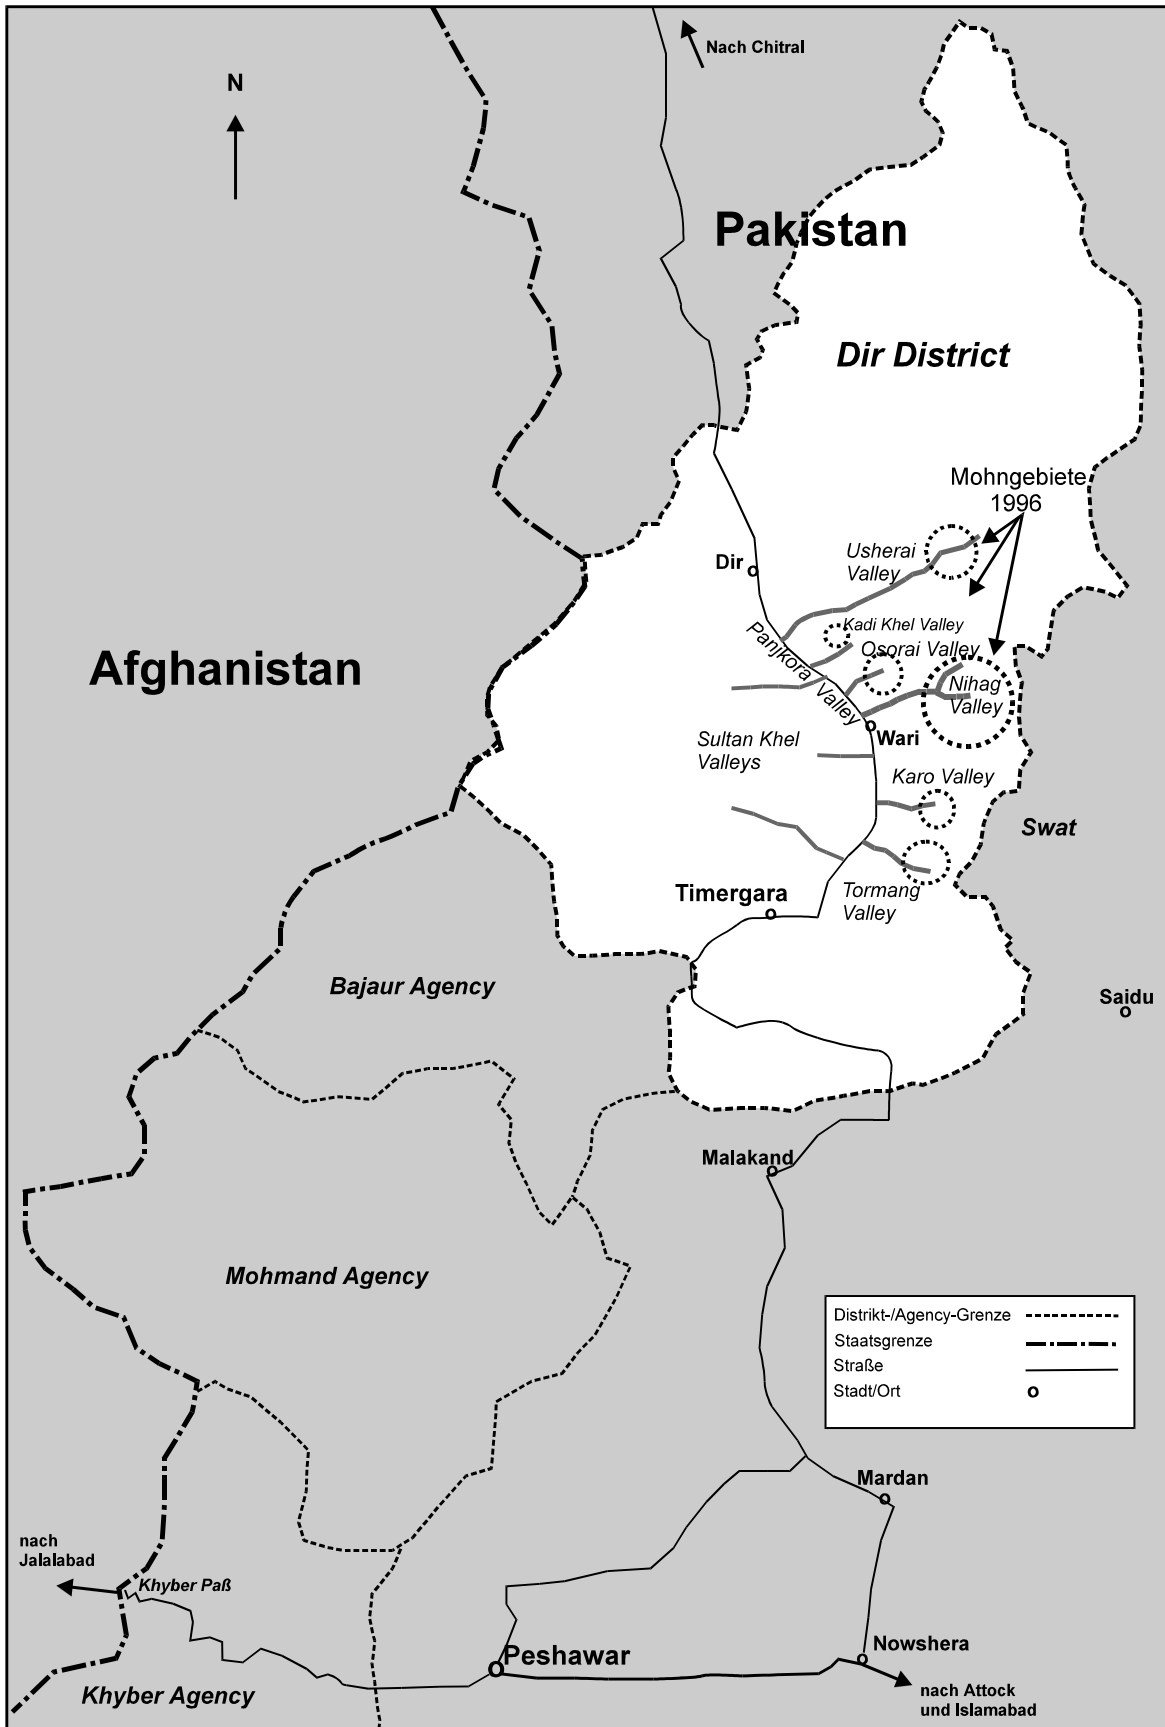 Nach Chitral
N
Pakistan
Dir District
Mohngebiete
1996
Usherai
Valley
Dir
Kadi Khel Valley
Osorai Valley
Panjkora Valley
Afghanistan
Nihag
Valley
Wari
Sultan Khel
Valleys
Karo Valley
Swat
Timergara
Tormang
Valley
Bajaur Agency
Saidu
Malakand
Mohmand Agency
Distrikt-/Agency-Grenze
Staatsgrenze
Straße
Stadt/Ort
Mardan
nach
Jalalabad
Khyber Paß
Peshawar
Nowshera
Khyber Agency
nach Attock
und Islamabad